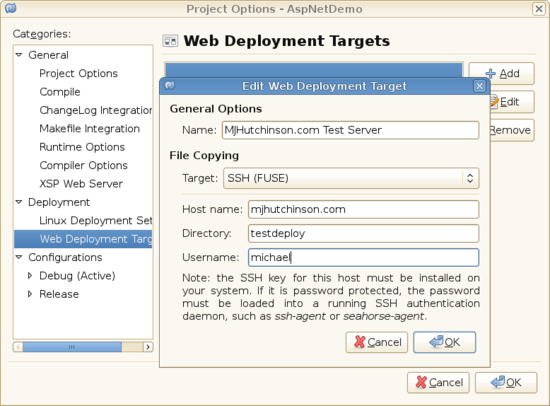 Project Options - AspNetDemo
Categories:
General
Project Options
Compile
ChangeLog Integration
Makefile Integration
Runtime Options
Compiler Options
XSP Web Server
Deployment
Linux Deployment Set
Web Deployment Targ
Configurations
Debug (Active)
Release
Web Deployment Targets
Add
Edit
Remove
Edit Web Deployment Target
General Options
Name: MJHutchinson.com Test Server
File Copying
Target: SSH (FUSE)
Host name: mjhutchinson.com
Directory: testdeploy
Username: michael
Note: the SSH key for this host must be installed on
your system. If it is password protected, the password
must be loaded into a running SSH authentication
daemon, such as ssh-agent or seahorse-agent.
Cancel OK
Cancel OK